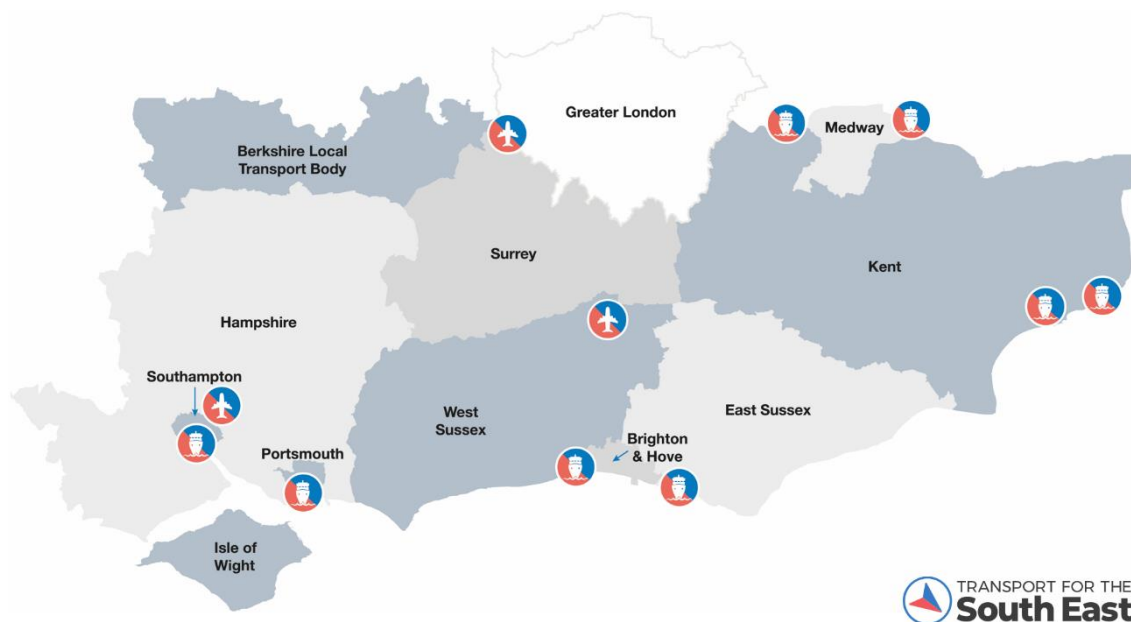 Greater London
Medway
Berkshire Local
Transport Body
Surrey
Kent
Hampshire
Southampton
West
Sussex
East Sussex
Brighton
& Hove
Portsmouth
Isle of
Wight
TRANSPORT FOR THE
South East